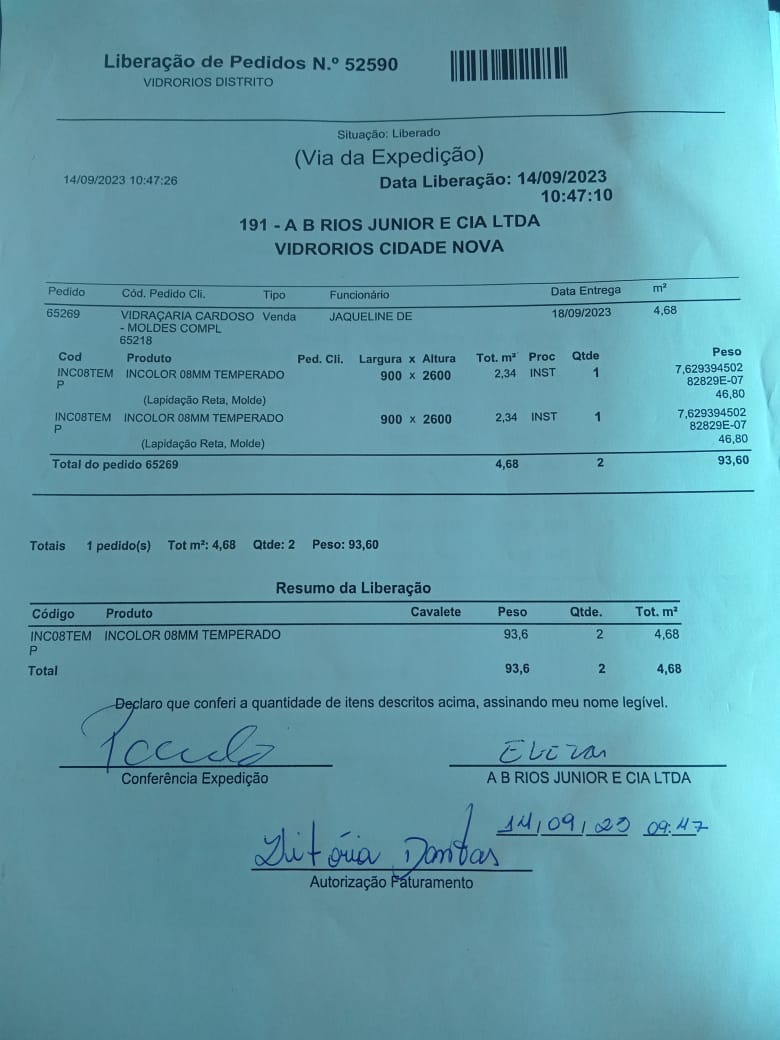 Liberação de Pedidos N.º 52590
VIDRORIOS DISTRITO
Situação: Liberado
(Via da Expedição)
14/09/2023 10:47:26
Data Liberação: 14/09/2023
10:47:10
191 - A B RIOS JUNIOR E CIA LTDA
VIDRORIOS CIDADE NOVA
Pedido Cód. Pedido Cli. Tipo Funcionário Data Entrega m²
65269 VIDRAÇARIA CARDOSO Venda JAQUELINE DE 18/09/2023 4,68
- MOLDES COMPL
65218
Cod Produto Ped. Cli. Largura x Altura Tot. m² Proc Qtde Peso
INC08TEM INCOLOR 08MM TEMPERADO 900 x 2600 2,34 INST 1 7,629394502
P 82829E-07
(Lapidação Reta, Molde) 46,80
INC08TEM INCOLOR 08MM TEMPERADO 900 x 2600 2,34 INST 1 7,629394502
P 82829E-07
(Lapidação Reta, Molde) 46,80
Total do pedido 65269 4,68 2 93,60
Totais 1 pedido(s) Tot m²: 4,68 Qtde: 2 Peso: 93,60
Resumo da Liberação
Código Produto Cavalete Peso Qtde. Tot. m²
INC08TEM INCOLOR 08MM TEMPERADO 93,6 2 4,68
P
Total 93,6 2 4,68
Declaro que conferi a quantidade de itens descritos acima, assinando meu nome legível.
Conferência Expedição A B RIOS JUNIOR E CIA LTDA
14/09/23 09:47
Vitória Dantas
Autorização Faturamento